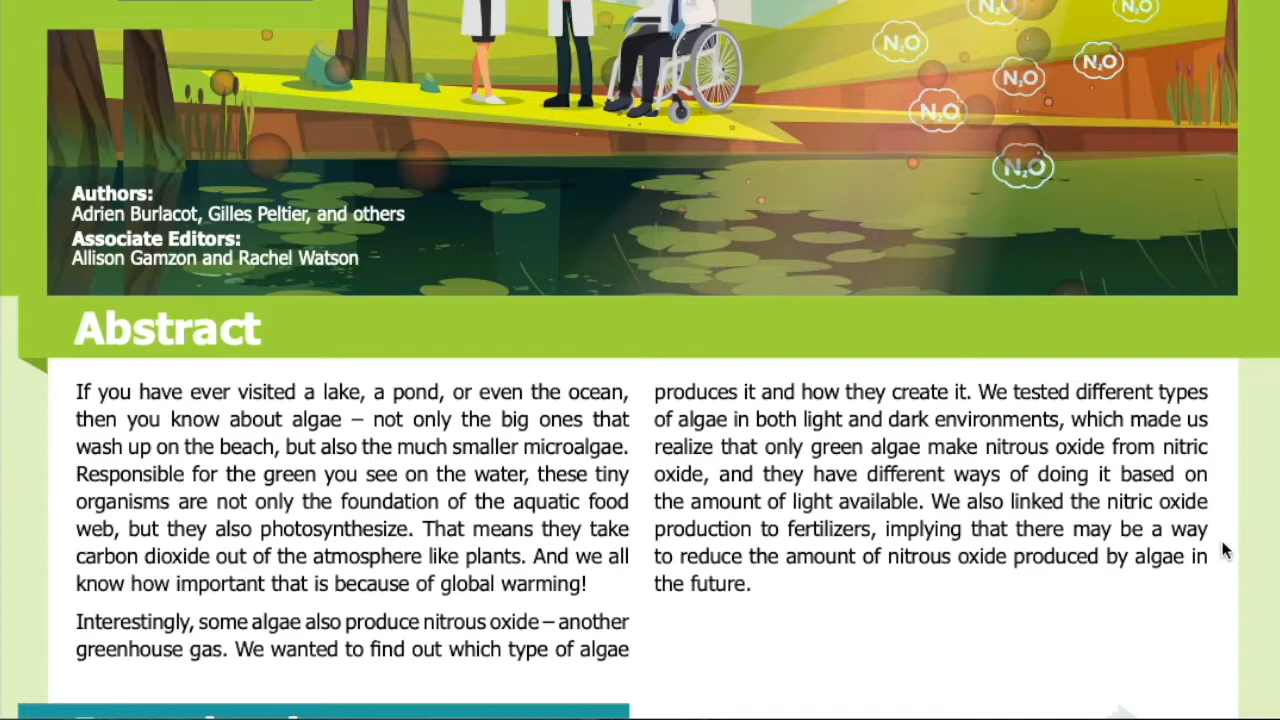 N₂O
N₂O
N₂O
N₂O
N₂O
N₂O
N₂O
Authors:
Adrien Burlacot, Gilles Peltier, and others
Associate Editors:
Allison Gamzon and Rachel Watson
Abstract
If you have ever visited a lake, a pond, or even the ocean,
then you know about algae – not only the big ones that
wash up on the beach, but also the much smaller microalgae.
Responsible for the green you see on the water, these tiny
organisms are not only the foundation of the aquatic food
web, but they also photosynthesize. That means they take
carbon dioxide out of the atmosphere like plants. And we all
know how important that is because of global warming!
Interestingly, some algae also produce nitrous oxide – another
greenhouse gas. We wanted to find out which type of algae
produces it and how they create it. We tested different types
of algae in both light and dark environments, which made us
realize that only green algae make nitrous oxide from nitric
oxide, and they have different ways of doing it based on
the amount of light available. We also linked the nitric oxide
production to fertilizers, implying that there may be a way
to reduce the amount of nitrous oxide produced by algae in
the future.